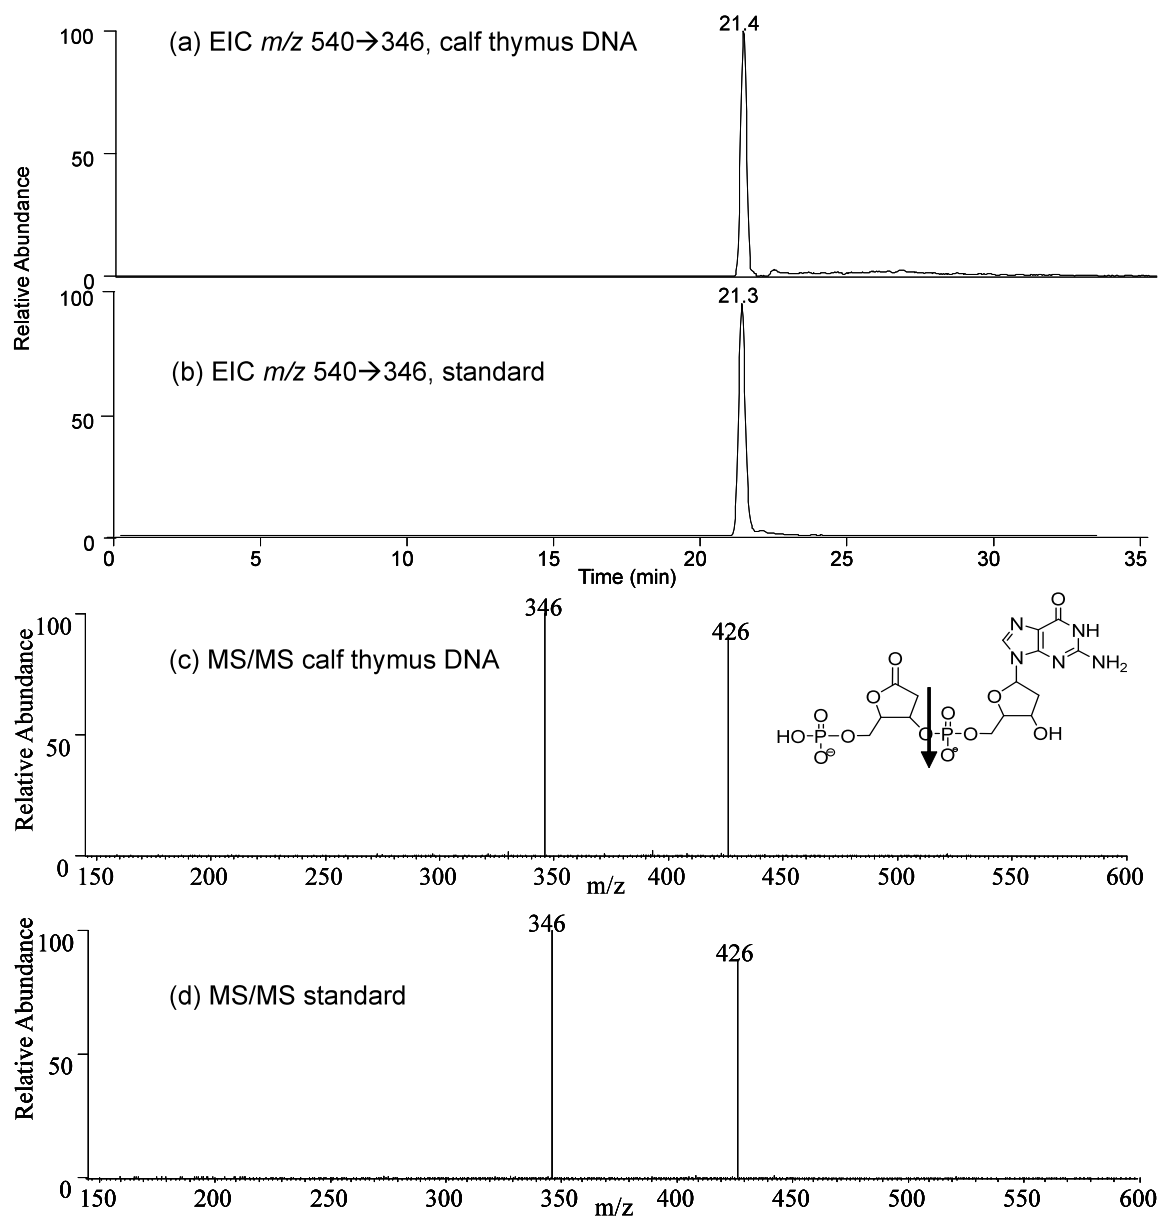 (a) EIC m/z 540→346, calf thymus DNA
21.4
100
50
0
Relative Abundance
100
21.3
(b) EIC m/z 540→346, standard
50
0
0 5 10 15 20 25 30 35
Time (min)
100
346
426
(c) MS/MS calf thymus DNA
Relative Abundance
50
0
O
N
NH
N
N
NH2
O
O
O
O
O
HO
P
O
O
P
O
OH
O⊖
O⊖
150 200 250 300 350 400 450 500 550 600
m/z
100
346
426
(d) MS/MS standard
Relative Abundance
50
0
150 200 250 300 350 400 450 500 550 600
m/z